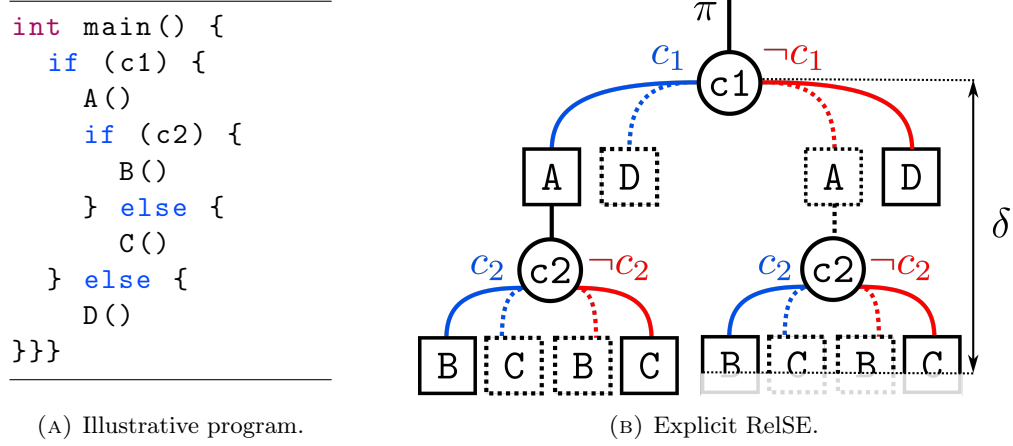 int main() {
if (c1) {
A()
if (c2) {
B()
} else {
C()
} else {
D()
}}}
(A) Illustrative program.
π
c₁ ¬c₁
c1
A D A D
δ
c₂ ¬c₂ c₂ ¬c₂
c2 c2
B C B C B C B C
(B) Explicit RelSE.